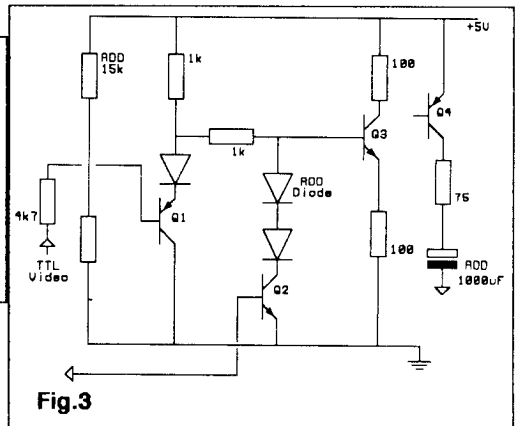 +5V
ADD
15k
1k
100
Q4
Q3
1k
ADD
Diode
4k7
Q1
75
100
TTL
Video
Q2
ADD
1000uF
Fig.3